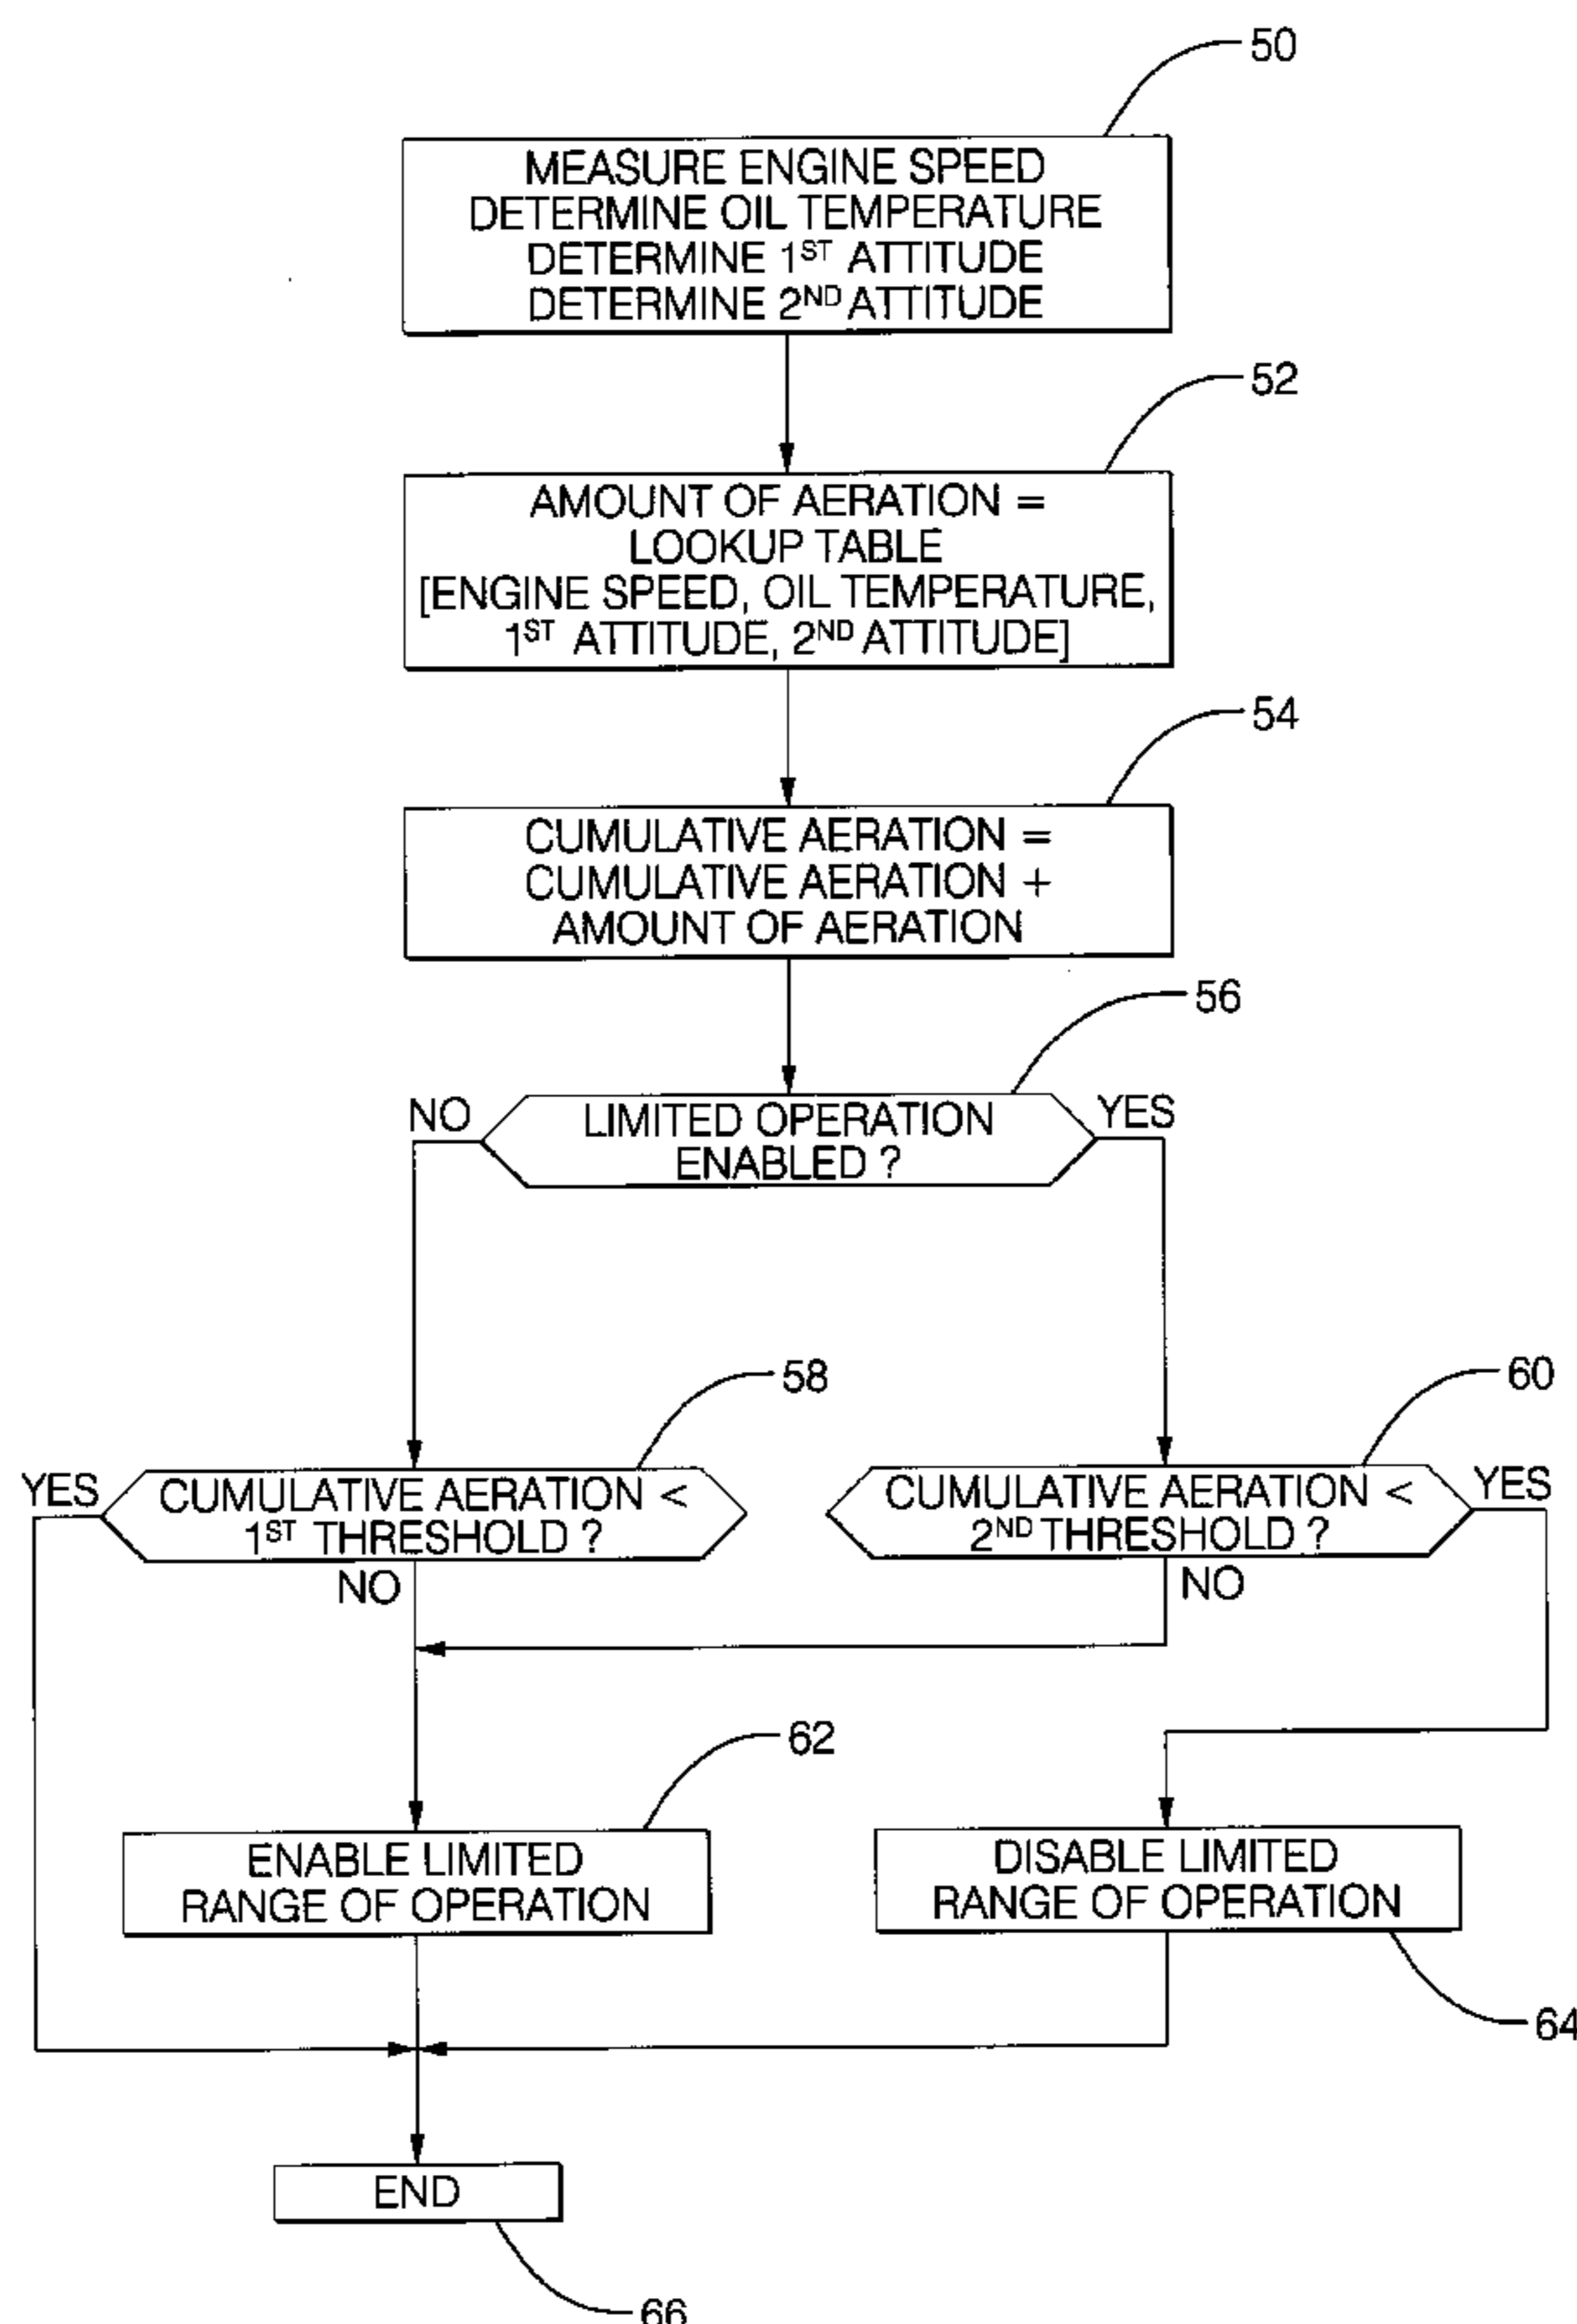 50
MEASURE ENGINE SPEED
DETERMINE OIL TEMPERATURE
DETERMINE 1ST ATTITUDE
DETERMINE 2ND ATTITUDE
52
AMOUNT OF AERATION =
LOOKUP TABLE
[ENGINE SPEED, OIL TEMPERATURE,
1ST ATTITUDE, 2ND ATTITUDE]
54
CUMULATIVE AERATION =
CUMULATIVE AERATION +
AMOUNT OF AERATION
56
NO
LIMITED OPERATION
ENABLED ?
YES
58
60
YES
CUMULATIVE AERATION <
1ST THRESHOLD ?
NO
CUMULATIVE AERATION <
2ND THRESHOLD ?
YES
NO
62
ENABLE LIMITED
RANGE OF OPERATION
DISABLE LIMITED
RANGE OF OPERATION
64
END
66